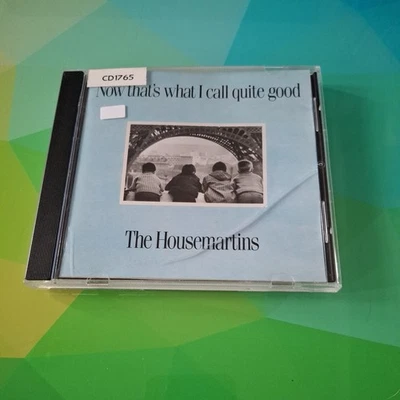 CD1765
Now that's what I call quite good
The Housemartins